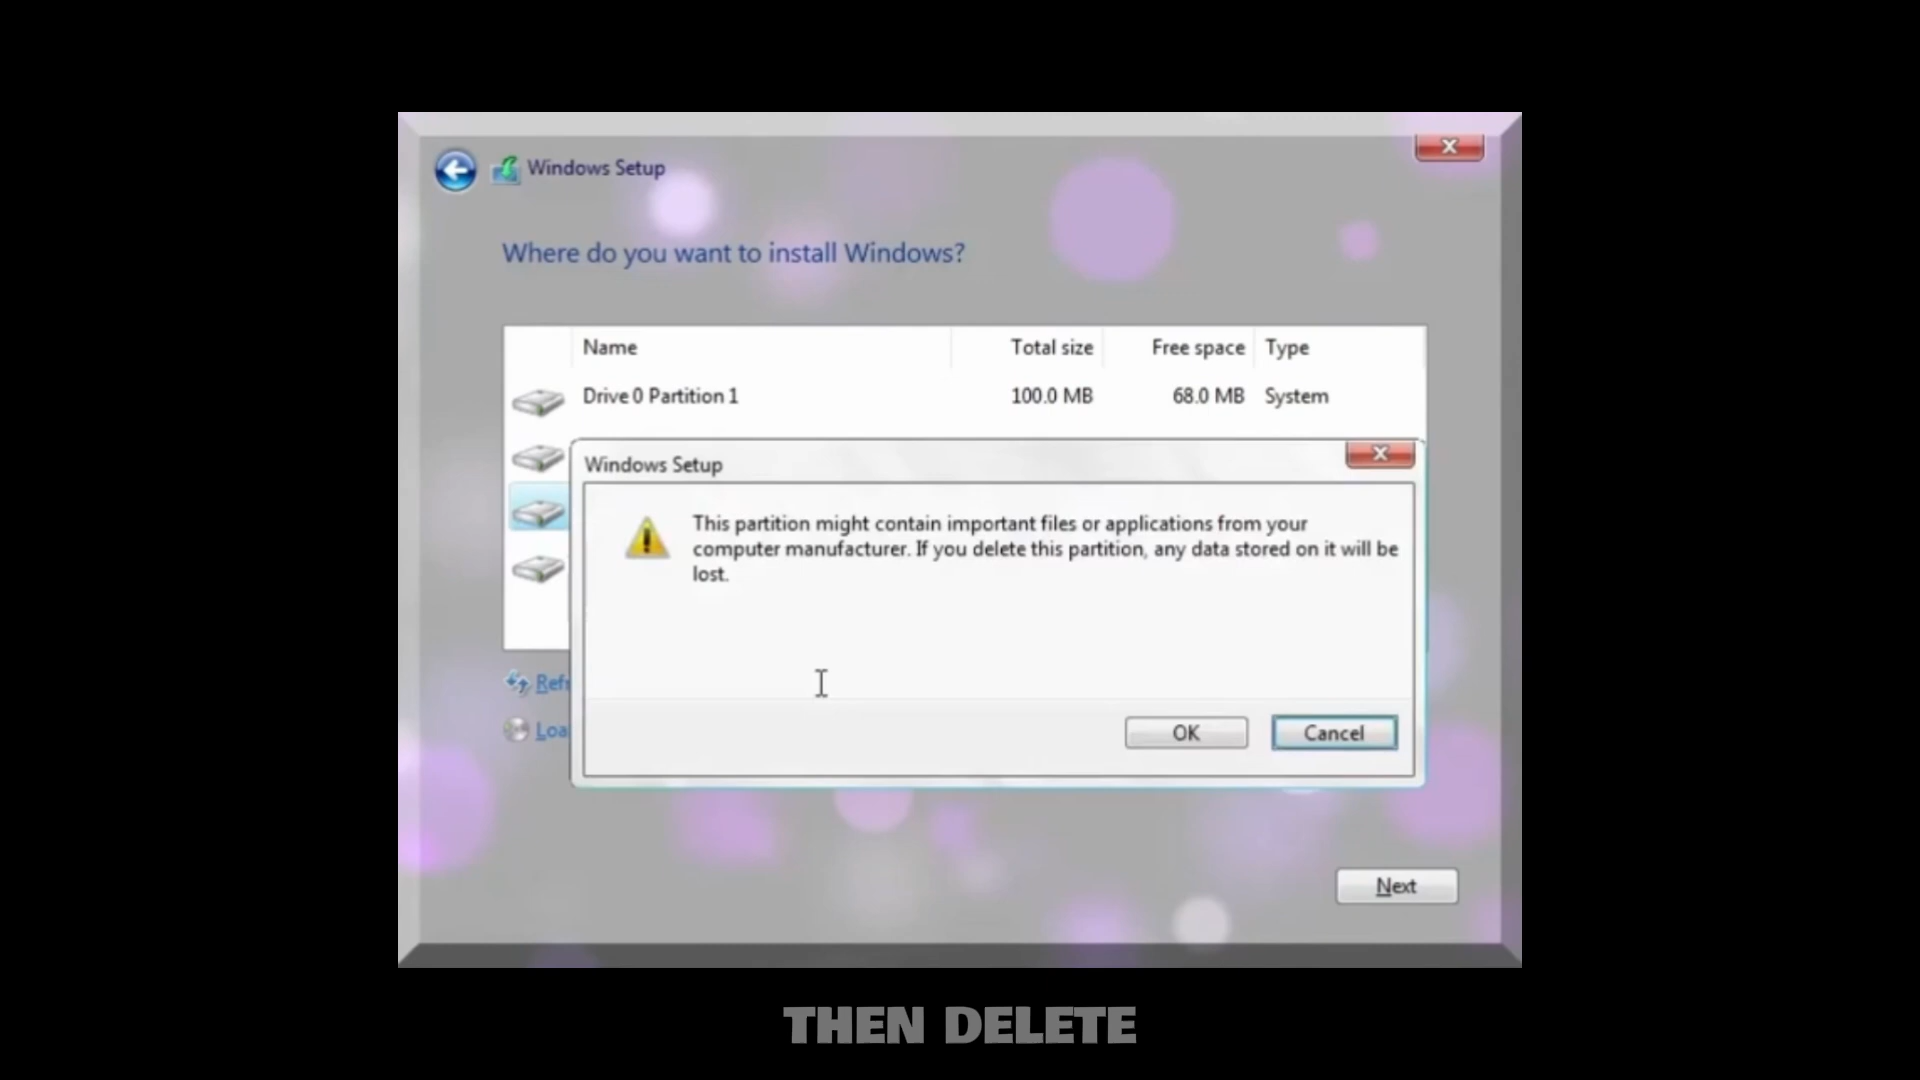 Windows Setup
Where do you want to install Windows?
Name Total size Free space Type
Drive 0 Partition 1 100.0 MB 68.0 MB System
Windows Setup
This partition might contain important files or applications from your
computer manufacturer. If you delete this partition, any data stored on it will be
lost.
Refr
Loa
OK Cancel
Next
THEN DELETE